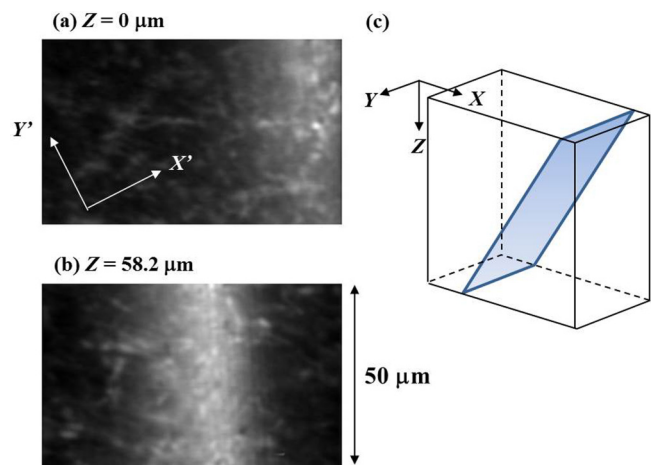 (a) Z = 0 μm
Y'
X'
(b) Z = 58.2 μm
50 μm
(c)
Y
X
Z